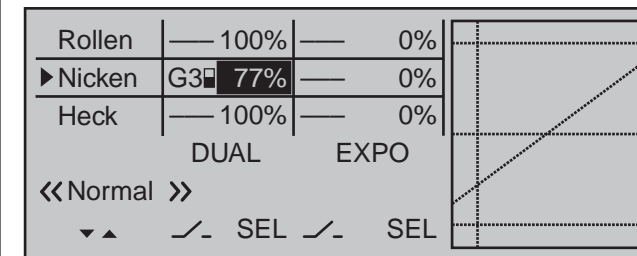 Rollen ––– 100% ––– 0%
Nicken G3 77% ––– 0%
Heck ––– 100% ––– 0%
DUAL EXPO
«Normal »
SEL SEL